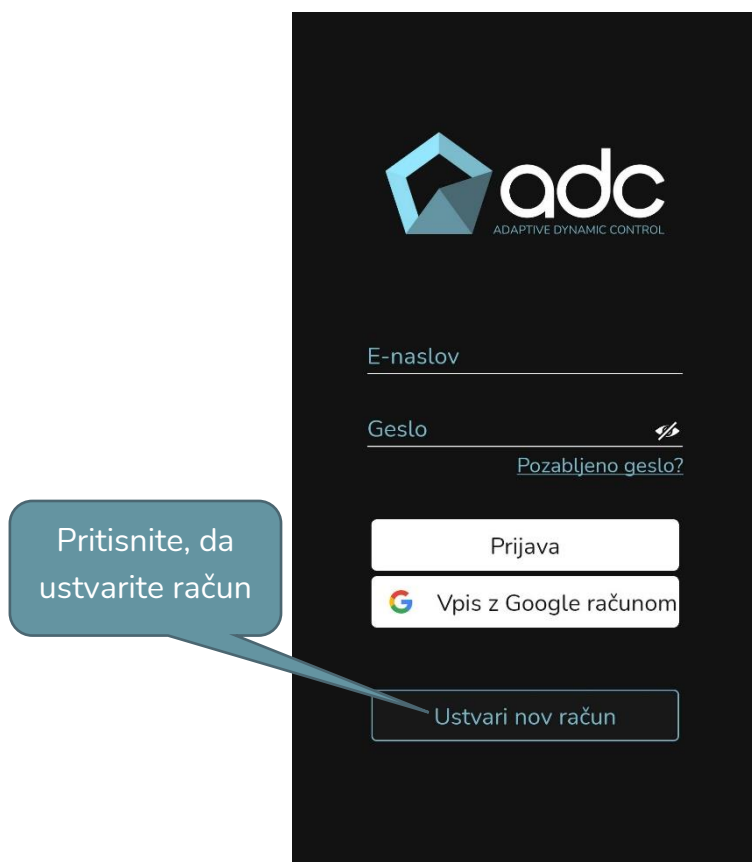 adc
ADAPTIVE DYNAMIC CONTROL
E-naslov
Geslo
Pozabljeno geslo?
Pritisnite, da
ustvarite račun
Prijava
Vpis z Google računom
Ustvari nov račun